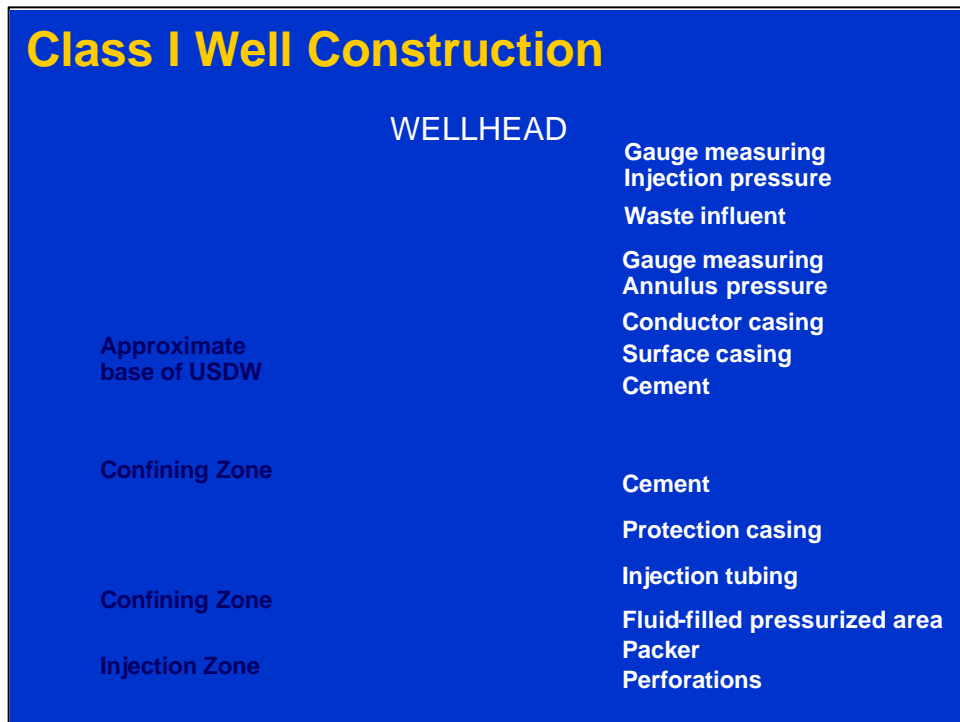 Class I Well Construction
WELLHEAD
Gauge measuring
Injection pressure
Waste influent
Gauge measuring
Annulus pressure
Conductor casing
Approximate
base of USDW
Surface casing
Cement
Confining Zone
Cement
Protection casing
Injection tubing
Confining Zone
Fluid-filled pressurized area
Packer
Injection Zone
Perforations